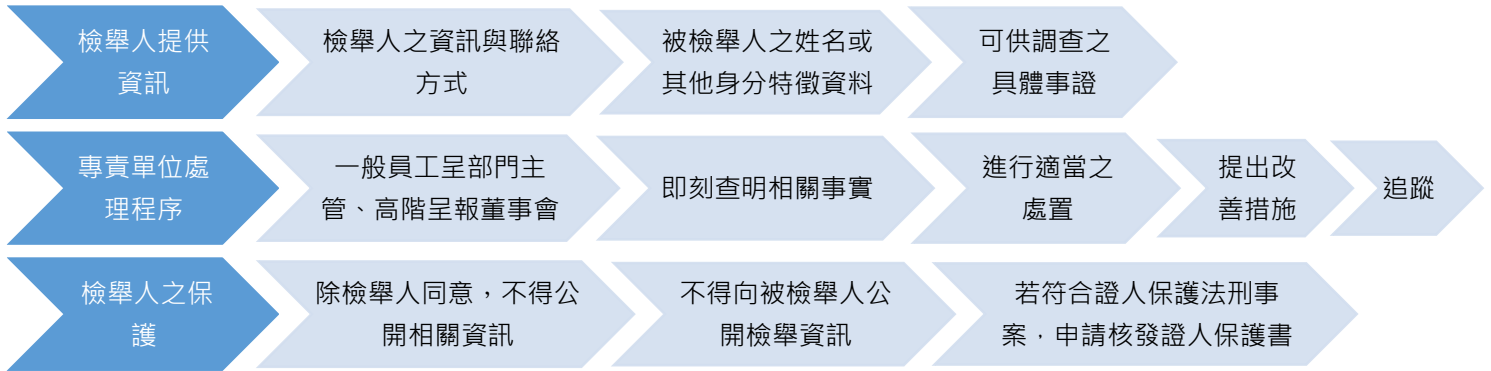 檢舉人提供
資訊
檢舉人之資訊與聯絡
方式
被檢舉人之姓名或
其他身分特徵資料
可供調查之
具體事證
專責單位處
理程序
一般員工呈部門主
管、高階呈報董事會
即刻查明相關事實
進行適當之
處置
提出改
善措施
追蹤
檢舉人之保
護
除檢舉人同意，不得公
開相關資訊
不得向被檢舉人公
開檢舉資訊
若符合證人保護法刑事
案，申請核發證人保護書